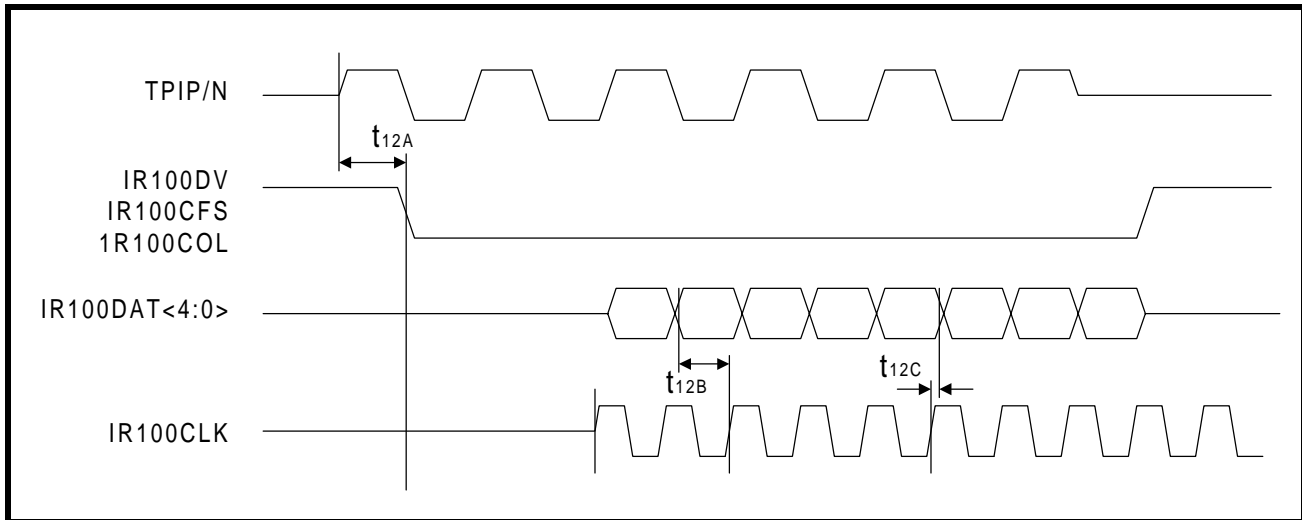 TPIP/N
t12A
IR100DV
IR100CFS
1R100COL
IR100DAT<4:0>
t12B
t12C
IR100CLK